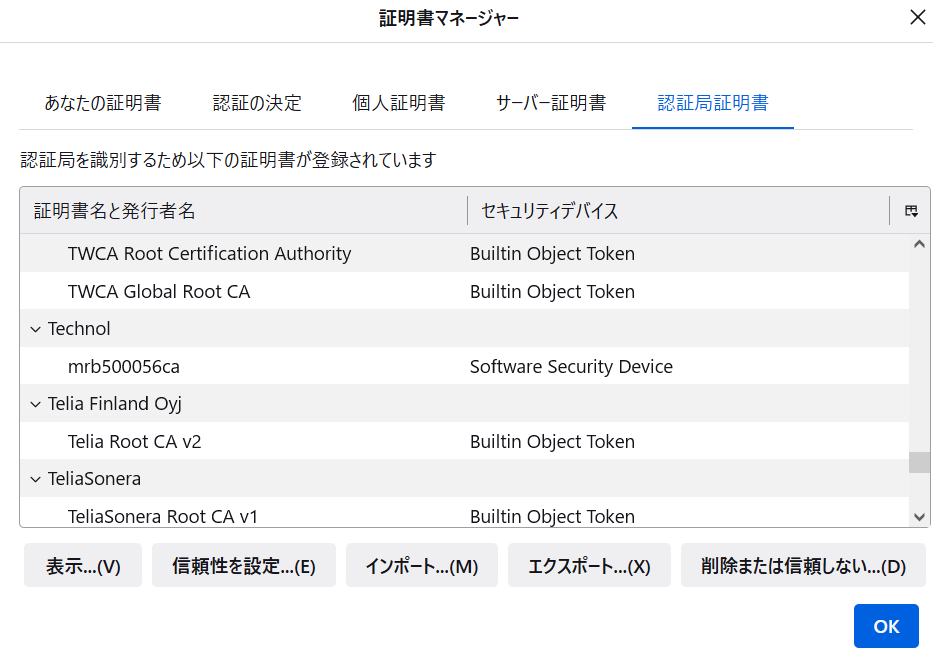 証明書マネージャー
あなたの証明書 認証の決定 個人証明書 サーバー証明書 認証局証明書
認証局を識別するため以下の証明書が登録されています
証明書名と発行者名 セキュリティデバイス
TWCA Root Certification Authority Builtin Object Token
TWCA Global Root CA Builtin Object Token
Technol
mrb500056ca Software Security Device
Telia Finland Oyj
Telia Root CA v2 Builtin Object Token
TeliaSonera
TeliaSonera Root CA v1 Builtin Object Token
表示...(V) 信頼性を設定...(E) インポート...(M) エクスポート...(X) 削除または信頼しない...(D)
OK